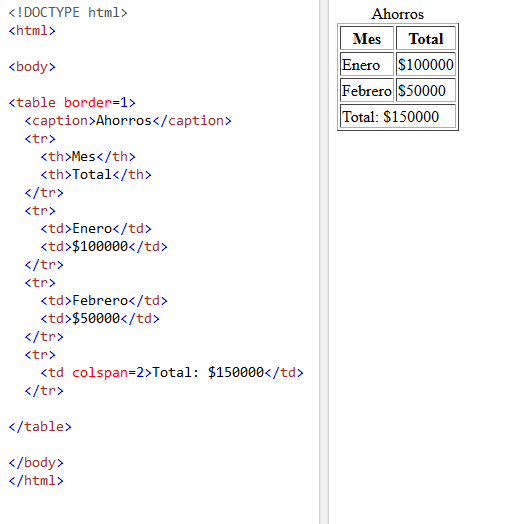 <!DOCTYPE html>
<html>
<body>
<table border=1>
<caption>Ahorros</caption>
<tr>
<th>Mes</th>
<th>Total</th>
</tr>
<tr>
<td>Enero</td>
<td>$100000</td>
</tr>
<tr>
<td>Febrero</td>
<td>$50000</td>
</tr>
<tr>
<td colspan=2>Total: $150000</td>
</tr>
</table>
</body>
</html>
Ahorros
Mes Total
Enero $100000
Febrero $50000
Total: $150000